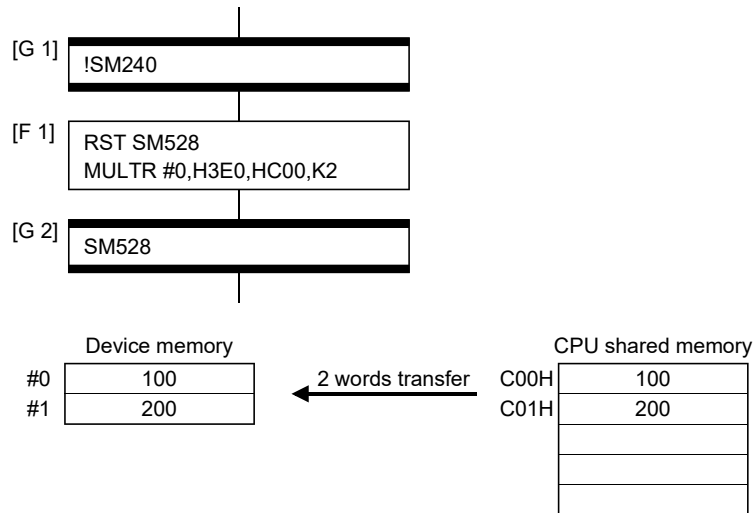 [G 1]
!SM240
[F 1]
RST SM528
MULTR #0,H3E0,HC00,K2
[G 2]
SM528
Device memory
CPU shared memory
#0 100
2 words transfer
C00H 100
#1 200
C01H 200